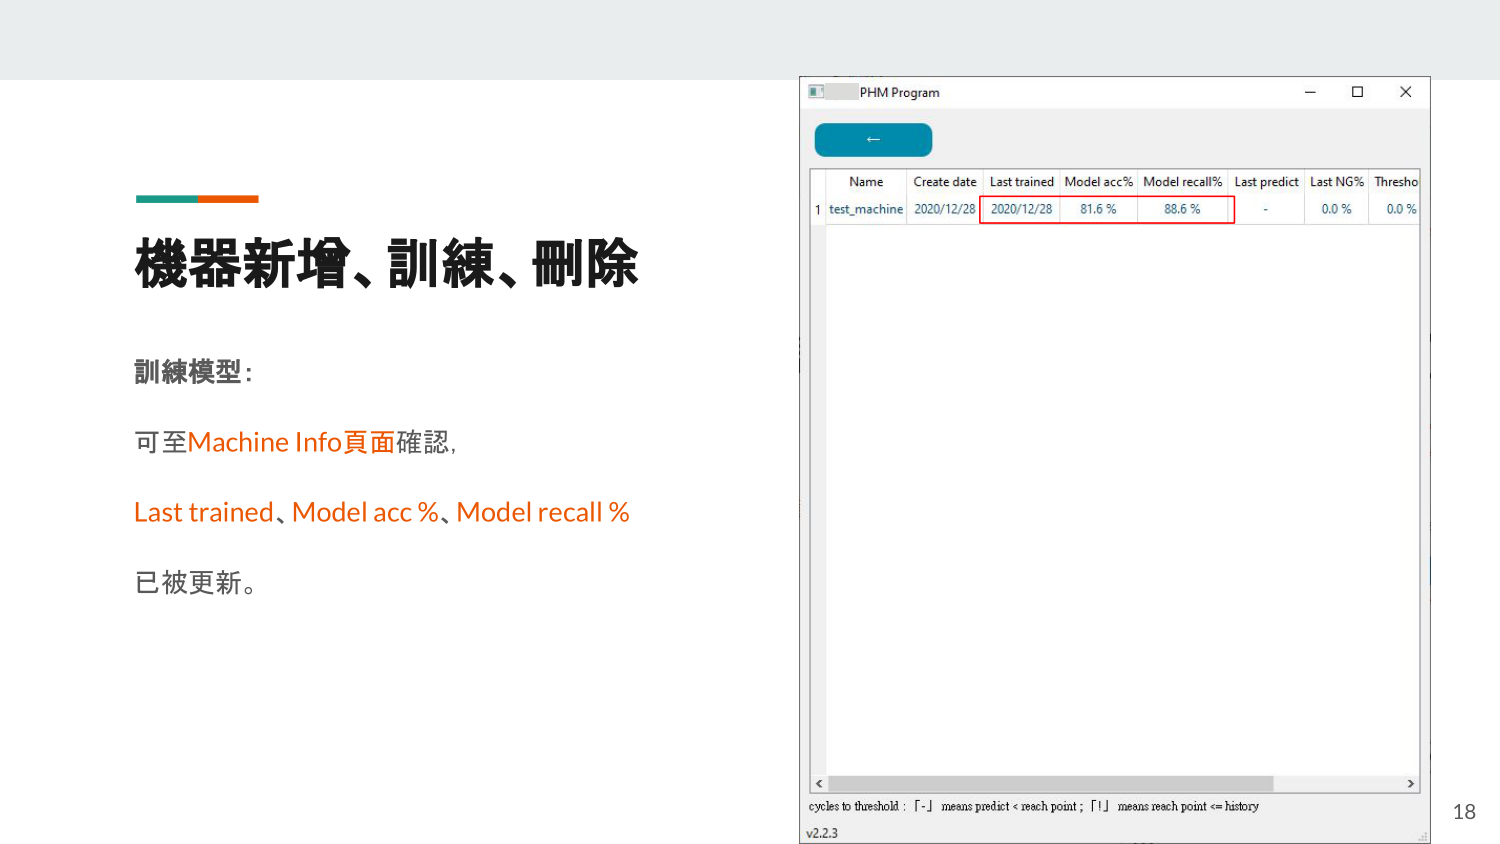 機器新增、訓練、刪除
訓練模型：
可至Machine Info頁面確認，
Last trained、Model acc %、Model recall %
已被更新。
PHM Program
←
Name Create date Last trained Model acc% Model recall% Last predict Last NG% Thresho
1 test_machine 2020/12/28 2020/12/28 81.6 % 88.6 % - 0.0 % 0.0 %
cycles to threshold : 「-」 means predict < reach point ; 「!」 means reach point <= history
v2.2.3
18